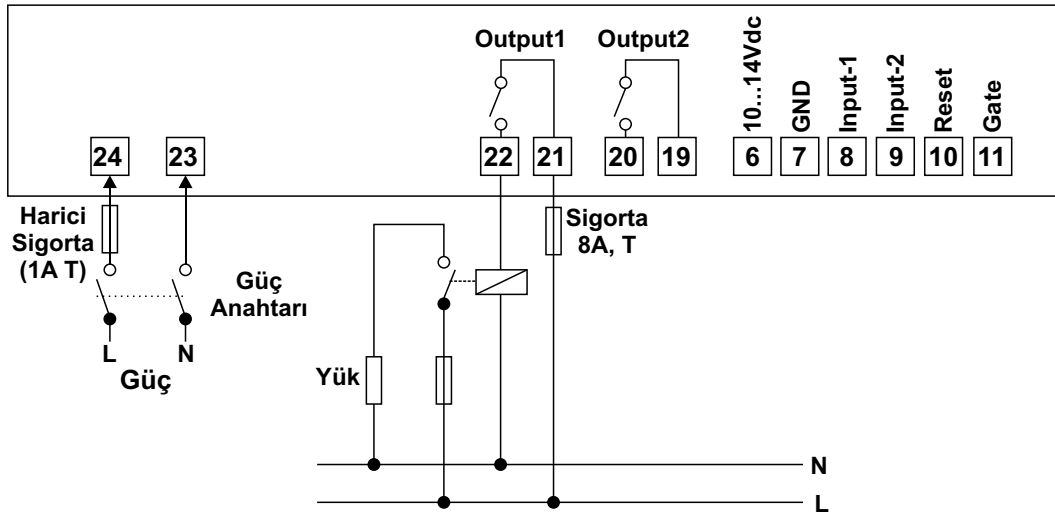 Output1 Output2
10...14Vdc
GND
Input-1
Input-2
Reset
Gate
24 23 22 21 20 19 6 7 8 9 10 11
Harici
Sigorta
(1A T)
Güç
Anahtarı
L N
Güç
Sigorta
8A, T
Yük
N
L